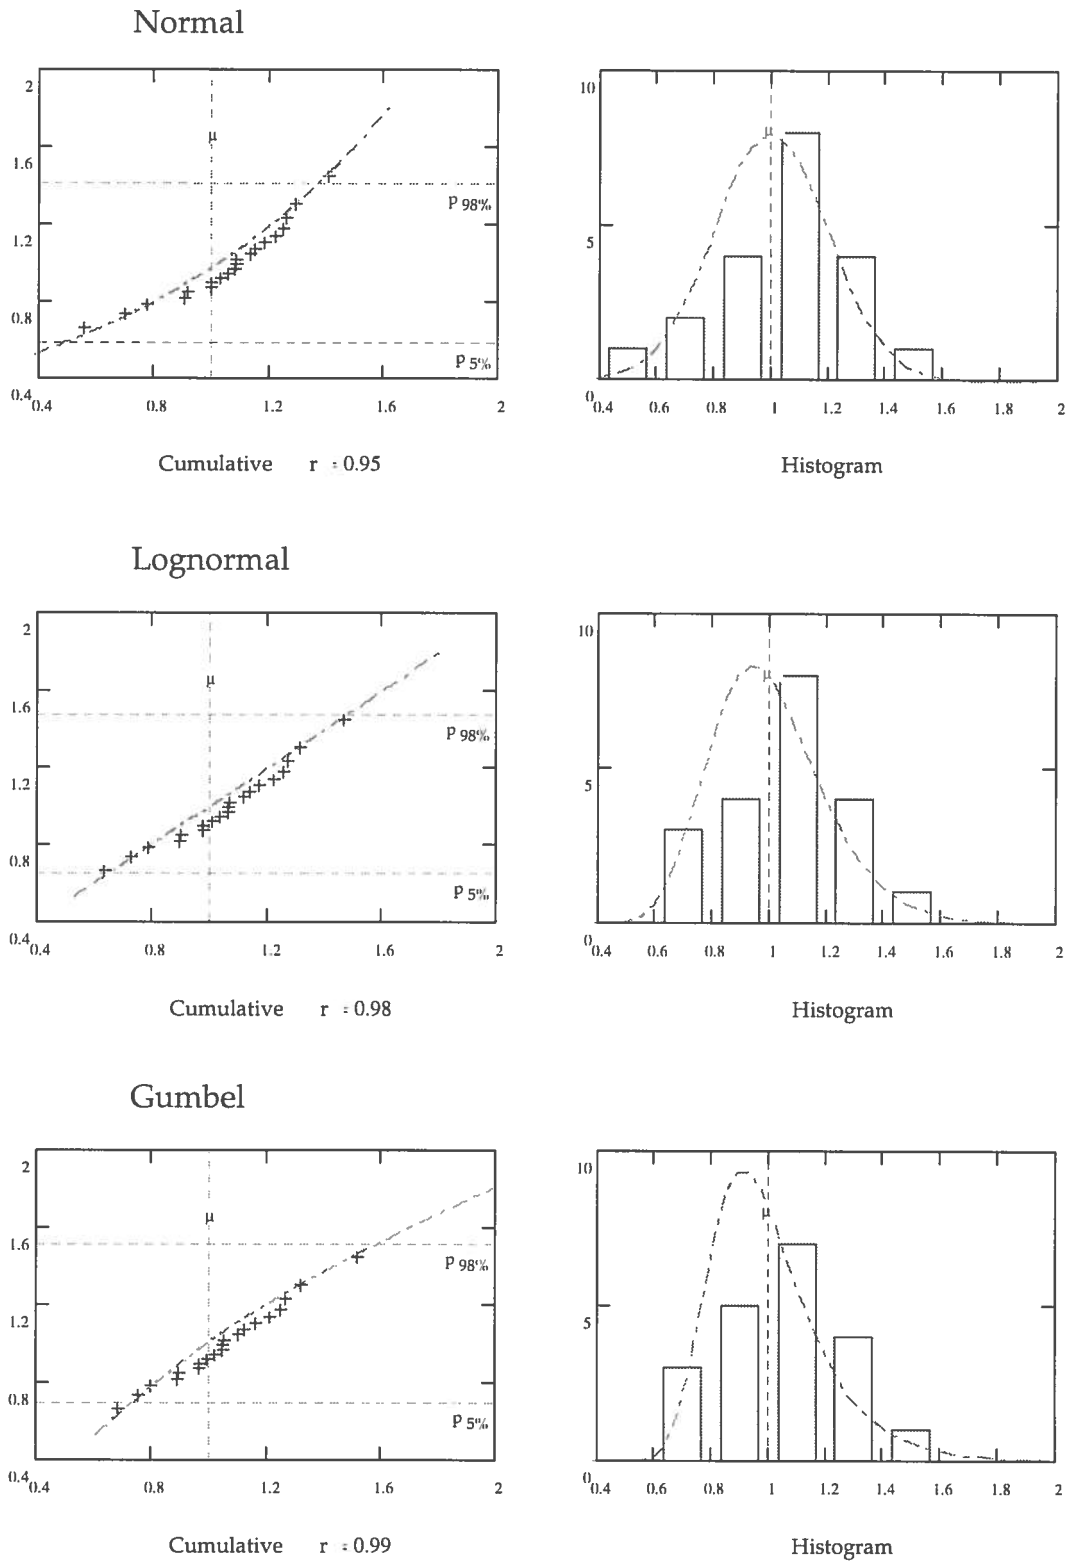 Normal
2
1.6
1.2
0.8
0.4
μ
P 98%
P 5%
0.4 0.8 1.2 1.6 2
Cumulative r = 0.95
10
5
0
μ
0.4 0.6 0.8 1 1.2 1.4 1.6 1.8 2
Histogram
Lognormal
2
1.6
1.2
0.8
0.4
μ
P 98%
P 5%
0.4 0.8 1.2 1.6 2
Cumulative r = 0.98
10
5
0
μ
0.4 0.6 0.8 1 1.2 1.4 1.6 1.8 2
Histogram
Gumbel
2
1.6
1.2
0.8
0.4
μ
P 98%
P 5%
0.4 0.8 1.2 1.6 2
Cumulative r = 0.99
10
5
0
μ
0.4 0.6 0.8 1 1.2 1.4 1.6 1.8 2
Histogram